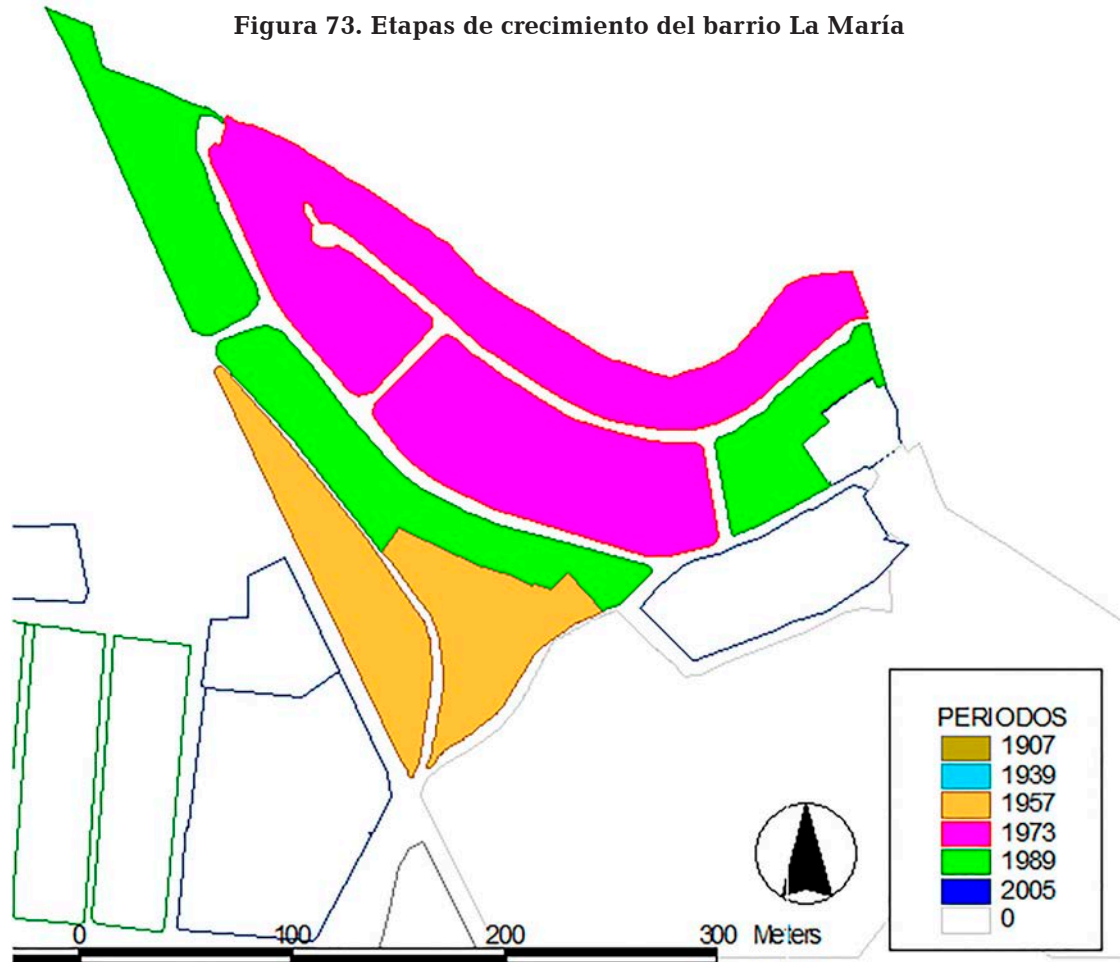 Figura 73. Etapas de crecimiento del barrio La María
PERIODOS
1907
1939
1957
1973
1989
2005
0
0 100 200 300 Meters